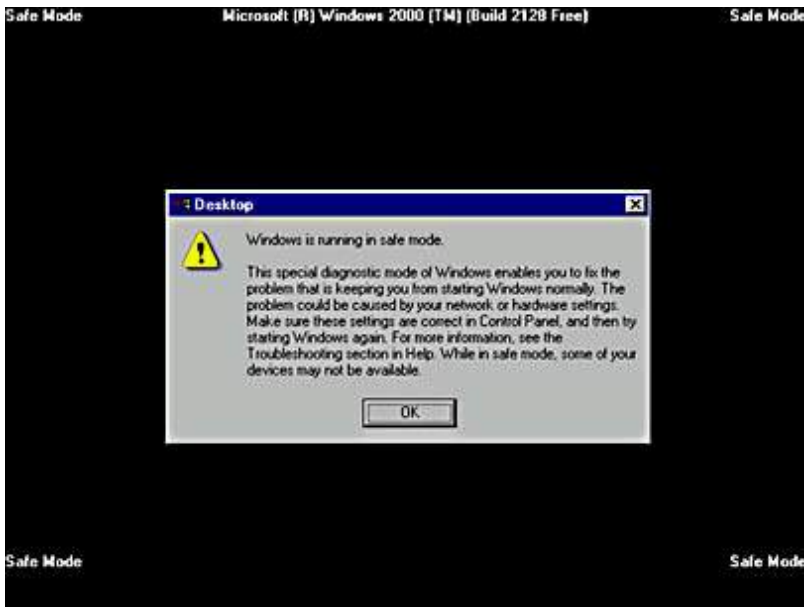 Safe Mode Microsoft (R) Windows 2000 (TM) (Build 2128 Free) Safe Mode
Desktop
Windows is running in safe mode.
This special diagnostic mode of Windows enables you to fix the
problem that is keeping you from starting Windows normally. The
problem could be caused by your network or hardware settings.
Make sure these settings are correct in Control Panel, and then try
starting Windows again. For more information, see the
Troubleshooting section in Help. While in safe mode, some of your
devices may not be available.
OK
Safe Mode Safe Mode